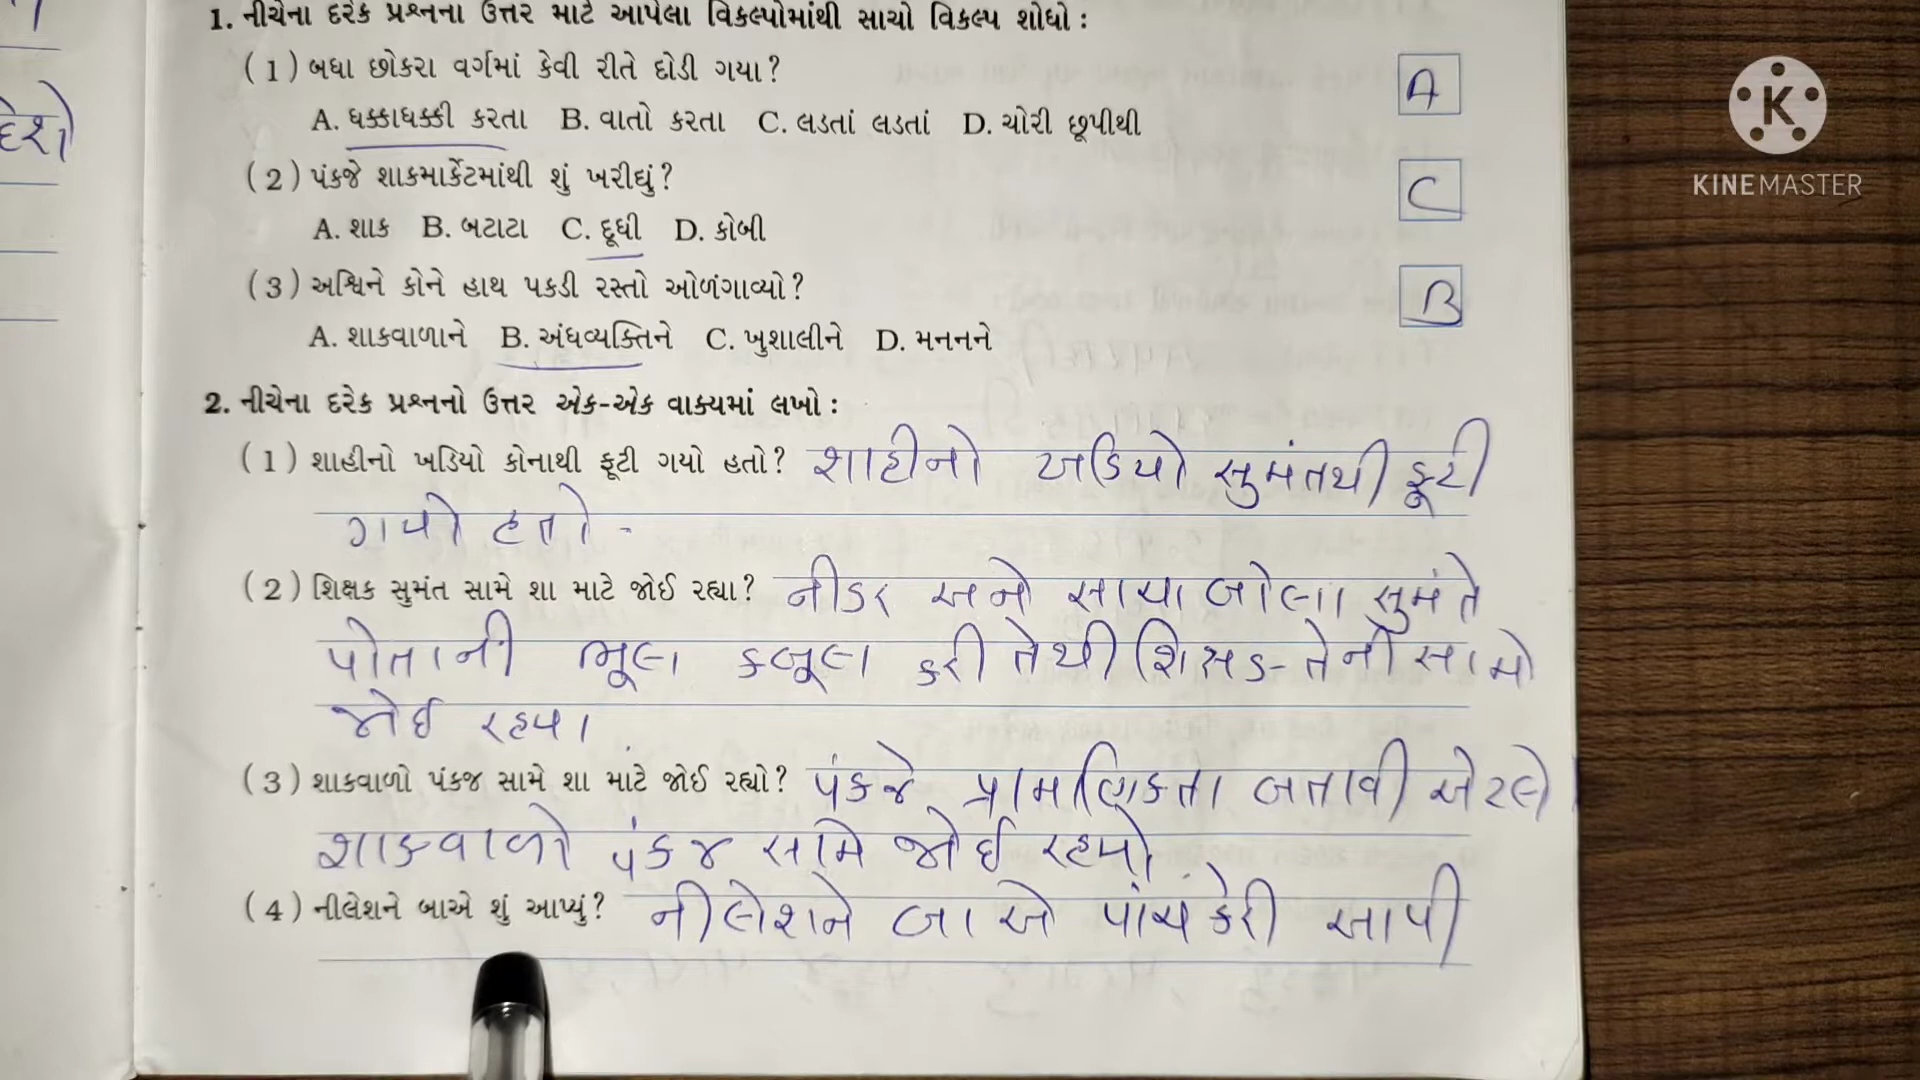 1. નીચેના દરેક પ્રશ્નના ઉત્તર માટે આપેલા વિકલ્પોમાંથી સાચો વિકલ્પ શોધો :
(1) બધા છોકરા વર્ગમાં કેવી રીતે દોડી ગયા? A
A. ધક્કાધક્કી કરતા B. વાતો કરતા C. લડતાં લડતાં D. ચોરી છૂપીથી
(2) પંકજે શાકમાર્કેટમાંથી શું ખરીદ્યું? C
A. શાક B. બટાટા C. દૂધી D. કોબી
(3) અશ્વિને કોને હાથ પકડી રસ્તો ઓળંગાવ્યો? B
A. શાકવાળાને B. અંધવ્યક્તિને C. ખુશાલીને D. મનનને
2. નીચેના દરેક પ્રશ્નનો ઉત્તર એક-એક વાક્યમાં લખો :
(1) શાહીનો ખડિયો કોનાથી ફૂટી ગયો હતો? શાહીનો ખડિયો સુમંતથી ફૂટી
ગયો હતો.
(2) શિક્ષક સુમંત સામે શા માટે જોઈ રહ્યા? નીડર અને સાચા બોલા સુમંતે
પોતાની ભૂલ કબૂલ કરી તેથી શિક્ષક તેની સામે
જોઈ રહ્યા.
(3) શાકવાળો પંકજ સામે શા માટે જોઈ રહ્યો? પંકજે પ્રામાણિકતા બતાવી એટલે
શાકવાળો પંકજ સામે જોઈ રહ્યો.
(4) નીલેશને બાએ શું આપ્યું? નીલેશને બા એ પાંચ કેરી આપી
K
KINEMASTER